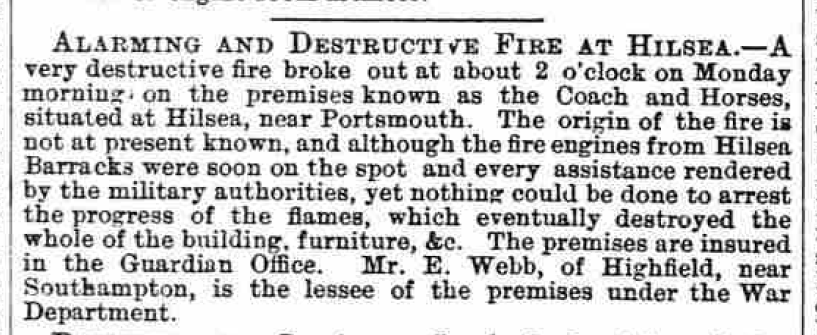 ALARMING AND DESTRUCTIVE FIRE AT HILSEA.—A
very destructive fire broke out at about 2 o'clock on Monday
morning on the premises known as the Coach and Horses,
situated at Hilsea, near Portsmouth. The origin of the fire is
not at present known, and although the fire engines from Hilsea
Barracks were soon on the spot and every assistance rendered
by the military authorities, yet nothing could be done to arrest
the progress of the flames, which eventually destroyed the
whole of the building, furniture, &c. The premises are insured
in the Guardian Office. Mr. E. Webb, of Highfield, near
Southampton, is the lessee of the premises under the War
Department.